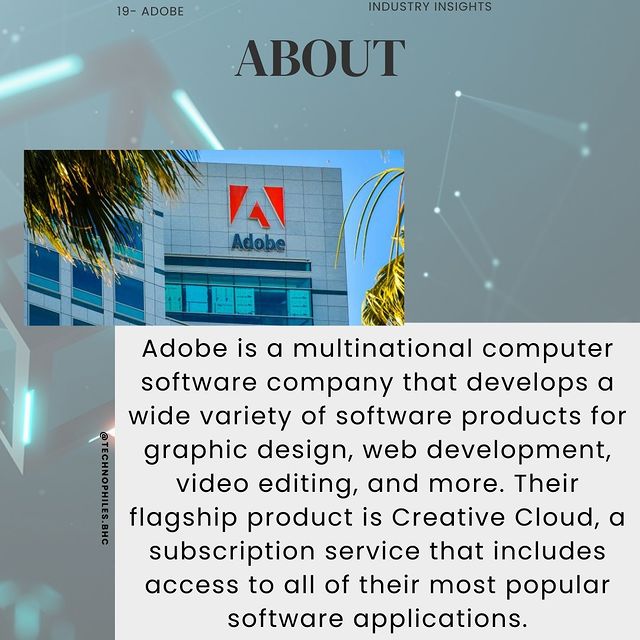 19- ADOBE
INDUSTRY INSIGHTS
ABOUT
Adobe
Adobe is a multinational computer
software company that develops a
wide variety of software products for
graphic design, web development,
video editing, and more. Their
flagship product is Creative Cloud, a
subscription service that includes
access to all of their most popular
software applications.
@TECHNOPHILES.BHC